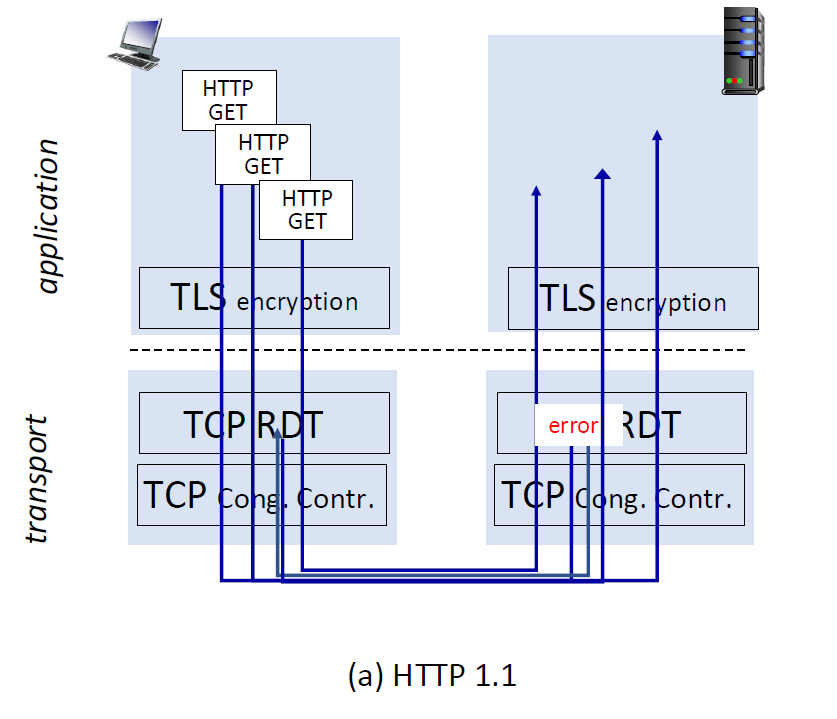 HTTP
GET
HTTP
GET
HTTP
GET
application
TLS encryption
TLS encryption
transport
TCP RDT
error RDT
TCP Cong. Contr.
TCP Cong. Contr.
(a) HTTP 1.1